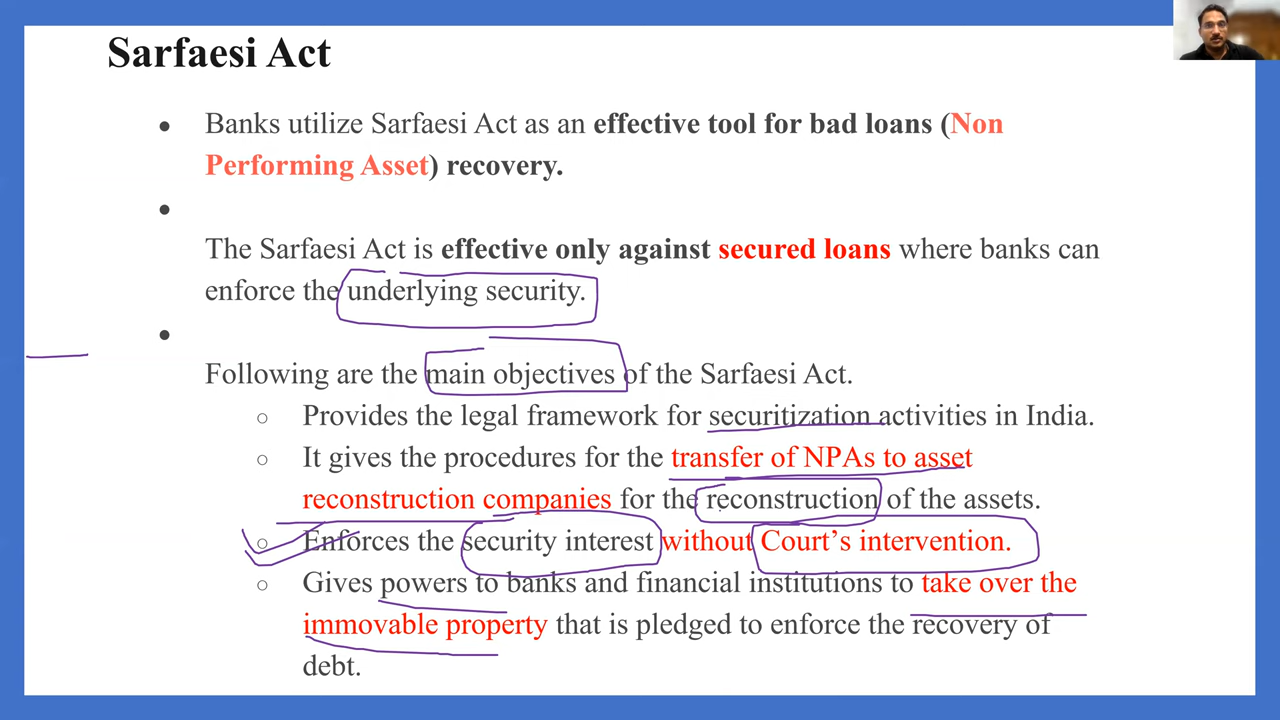 Sarfaesi Act
● Banks utilize Sarfaesi Act as an effective tool for bad loans (Non
Performing Asset) recovery.
●
The Sarfaesi Act is effective only against secured loans where banks can
enforce the underlying security.
●
Following are the main objectives of the Sarfaesi Act.
○ Provides the legal framework for securitization activities in India.
○ It gives the procedures for the transfer of NPAs to asset
reconstruction companies for the reconstruction of the assets.
○ Enforces the security interest without Court’s intervention.
○ Gives powers to banks and financial institutions to take over the
immovable property that is pledged to enforce the recovery of
debt.